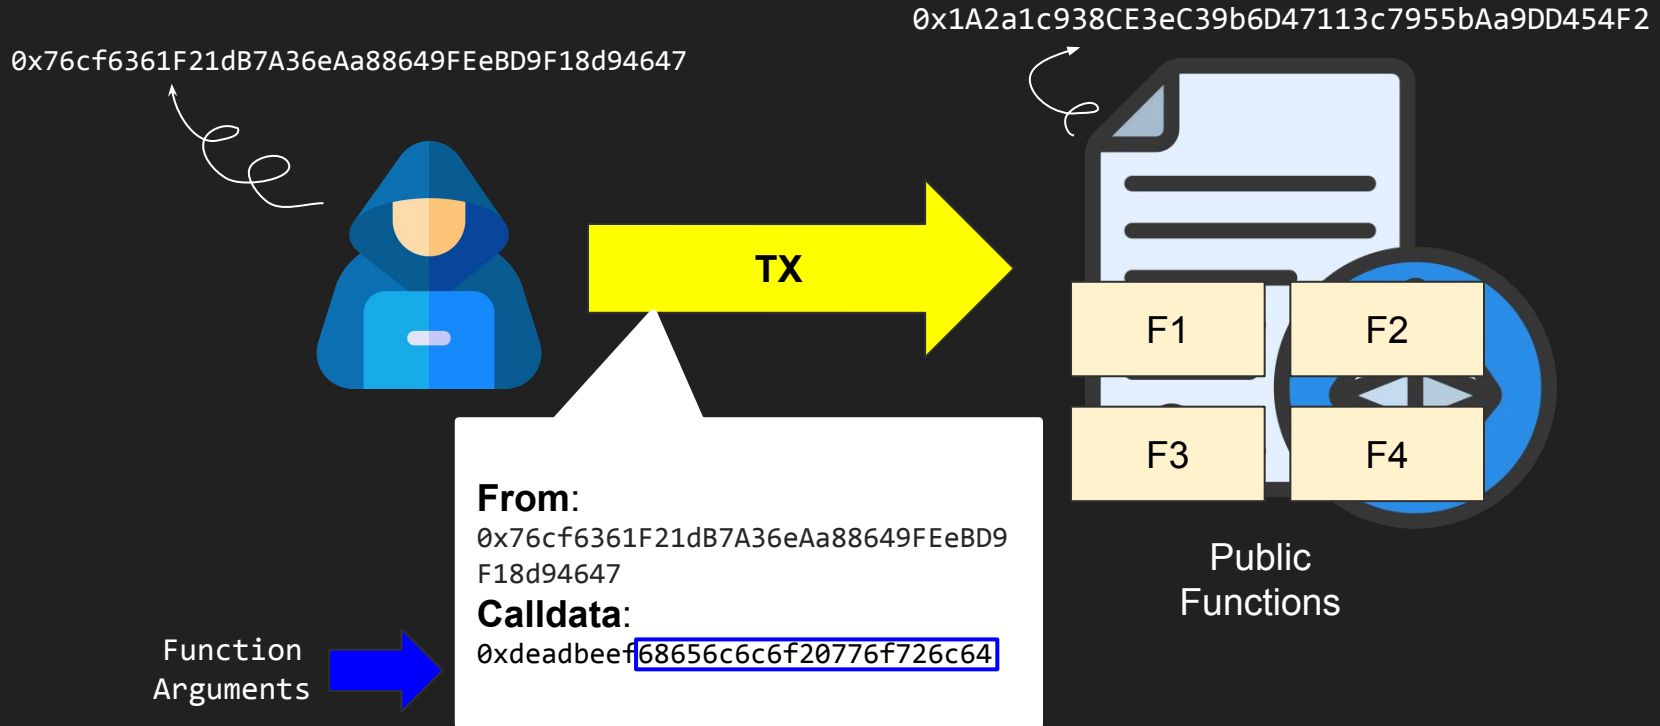 0x1A2a1c938CE3eC39b6D47113c7955bAa9DD454F2
0x76cf6361F21dB7A36eAa88649FEeBD9F18d94647
TX
F1
F2
F3
F4
Public
Functions
From:
0x76cf6361F21dB7A36eAa88649FEeBD9
F18d94647
Calldata:
0xdeadbeef68656c6c6f20776f726c64
Function
Arguments